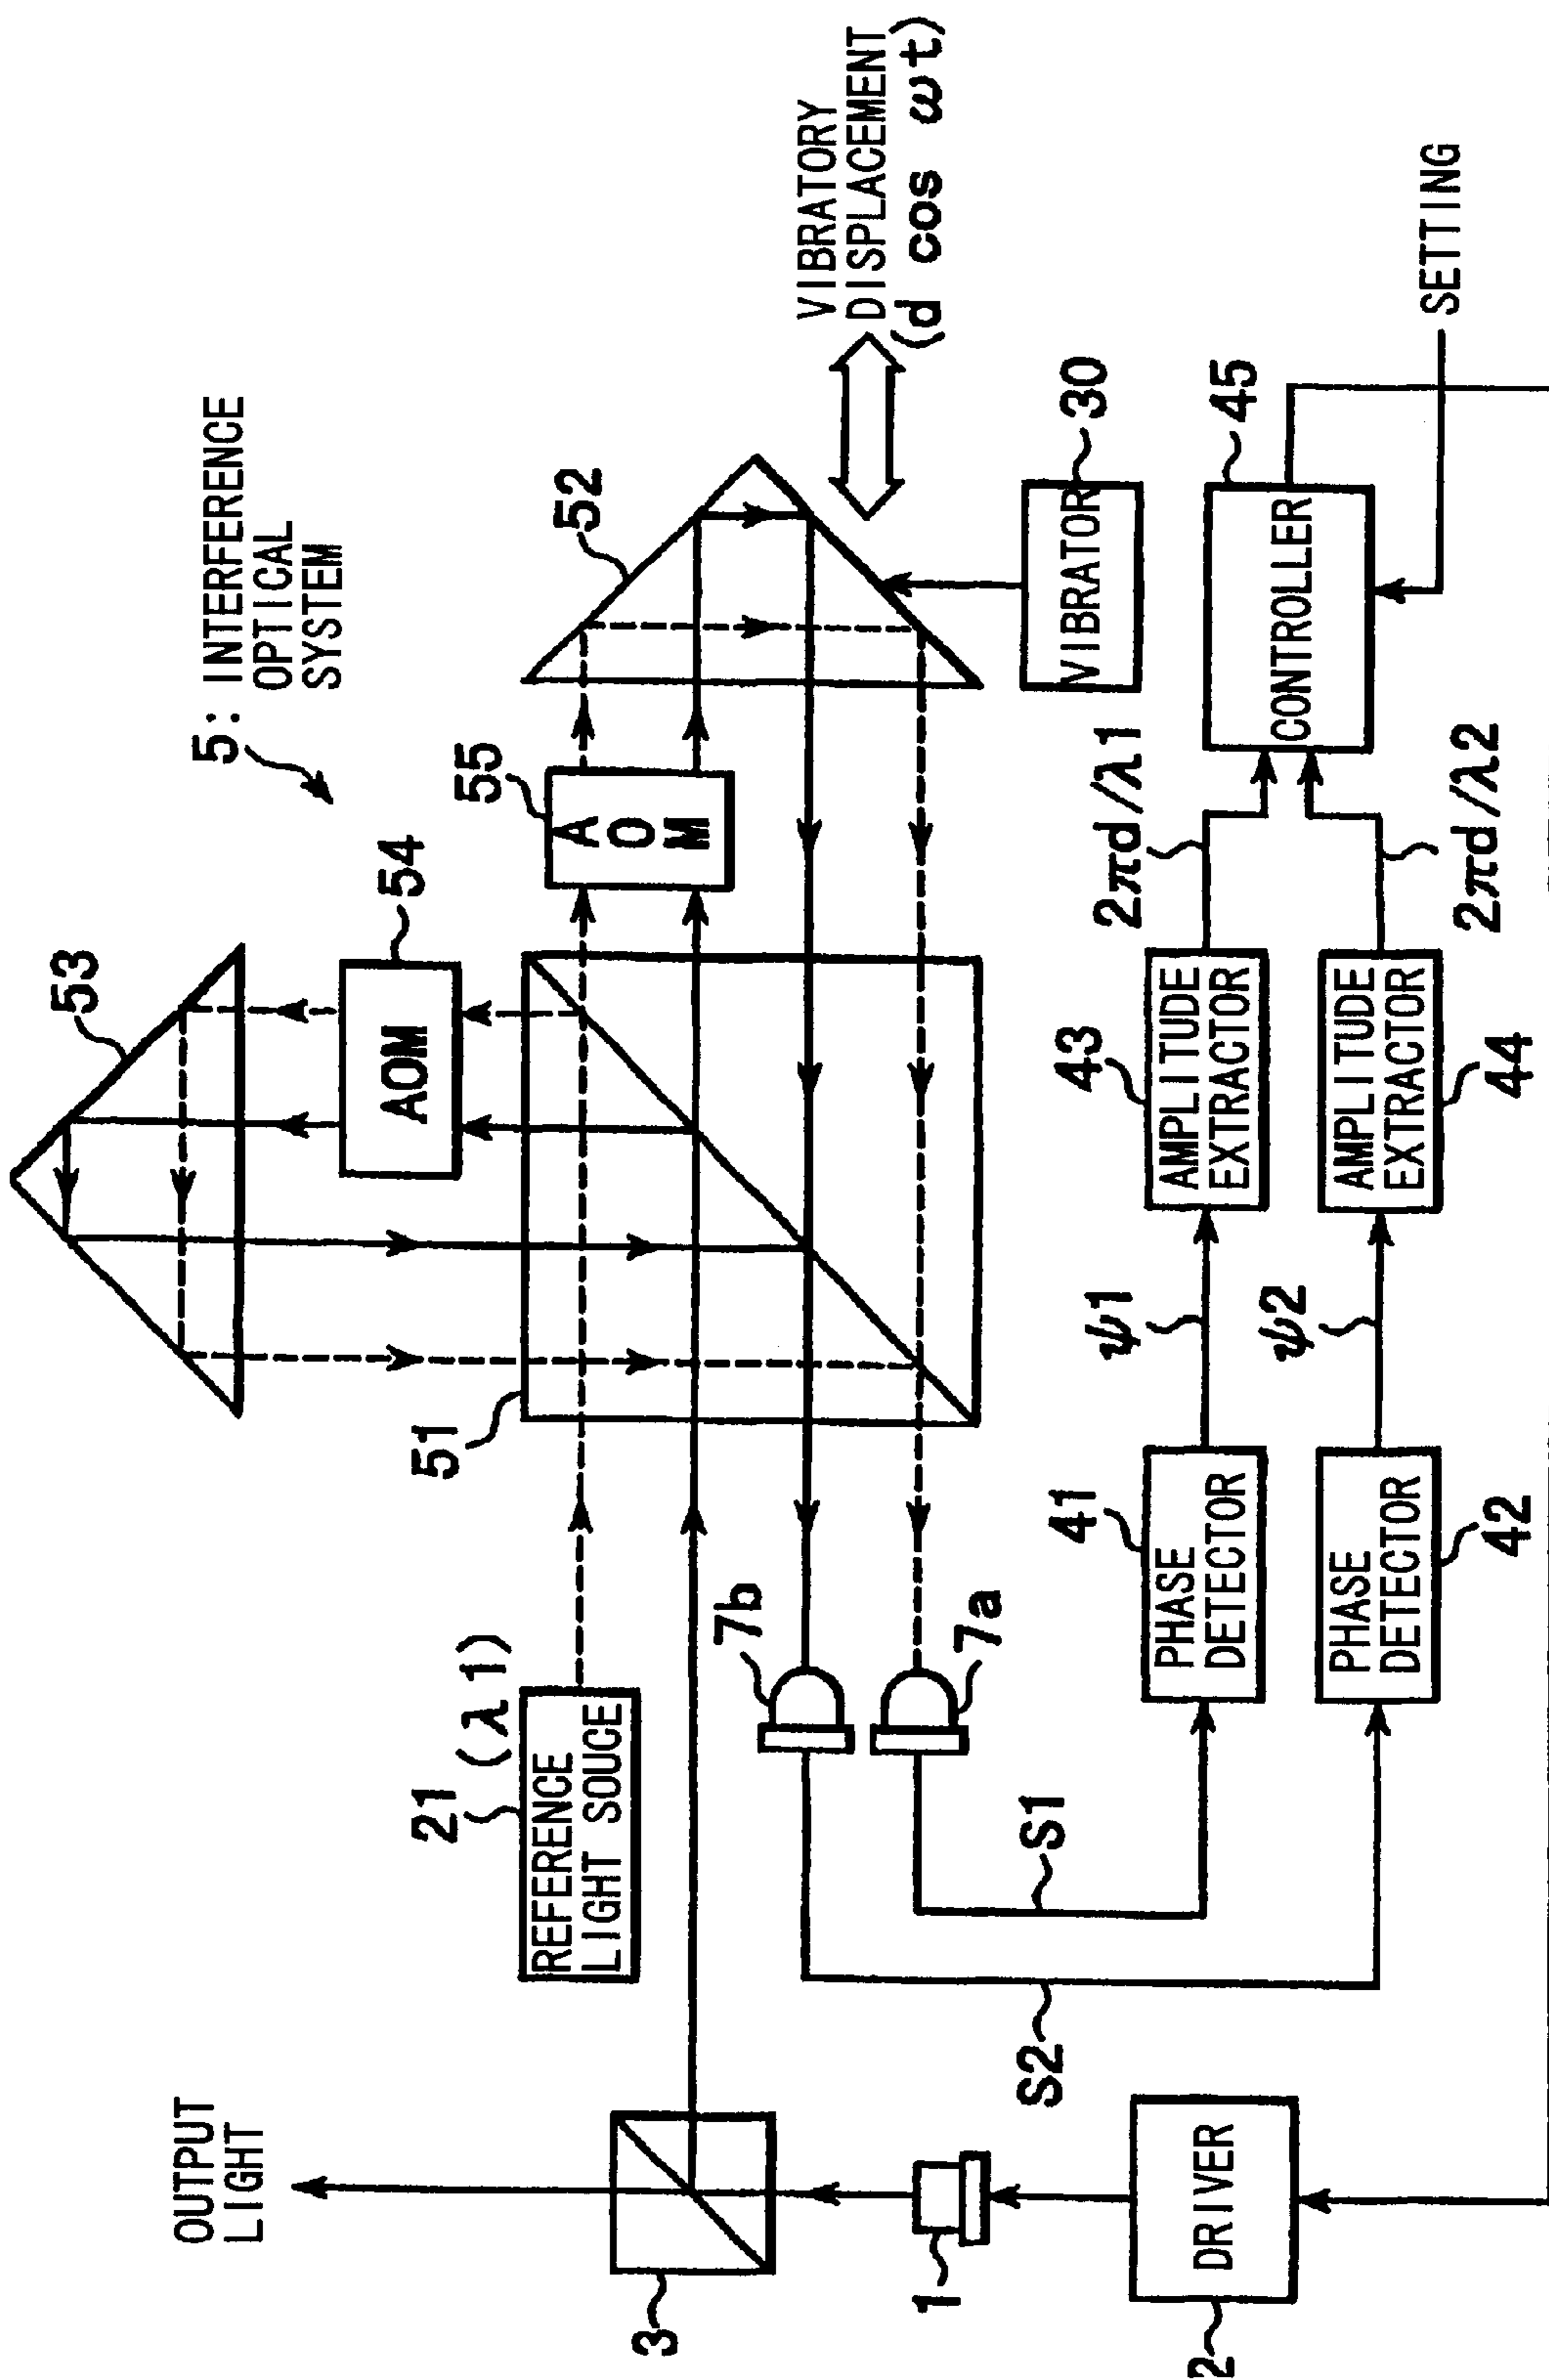 OUTPUT
LIGHT
3
1
DRIVER
2
21 (λ1)
REFERENCE
LIGHT SOUCE
7b
7a
S1
S2
51
53
AOM
54
55
AOM
52
5: INTERFERENCE
OPTICAL
SYSTEM
VIBRATORY
DISPLACEMENT
(d cos ωt)
VIBRATOR
30
PHASE
DETECTOR
41
PHASE
DETECTOR
42
ψ1
ψ2
43
AMPLITUDE
EXTRACTOR
AMPLITUDE
EXTRACTOR
44
2πd/λ1
2πd/λ2
CONTROLLER
45
SETTING